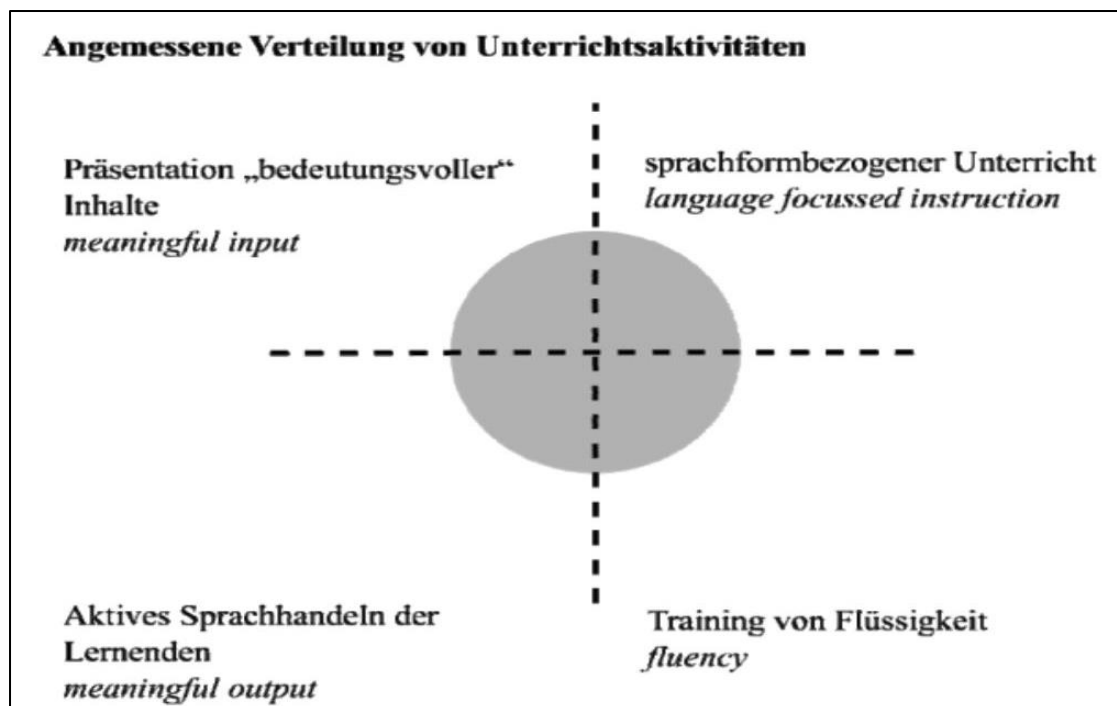 Angemessene Verteilung von Unterrichtsaktivitäten
Präsentation „bedeutungsvoller“
Inhalte
meaningful input
sprachformbezogener Unterricht
language focussed instruction
Aktives Sprachhandeln der
Lernenden
meaningful output
Training von Flüssigkeit
fluency